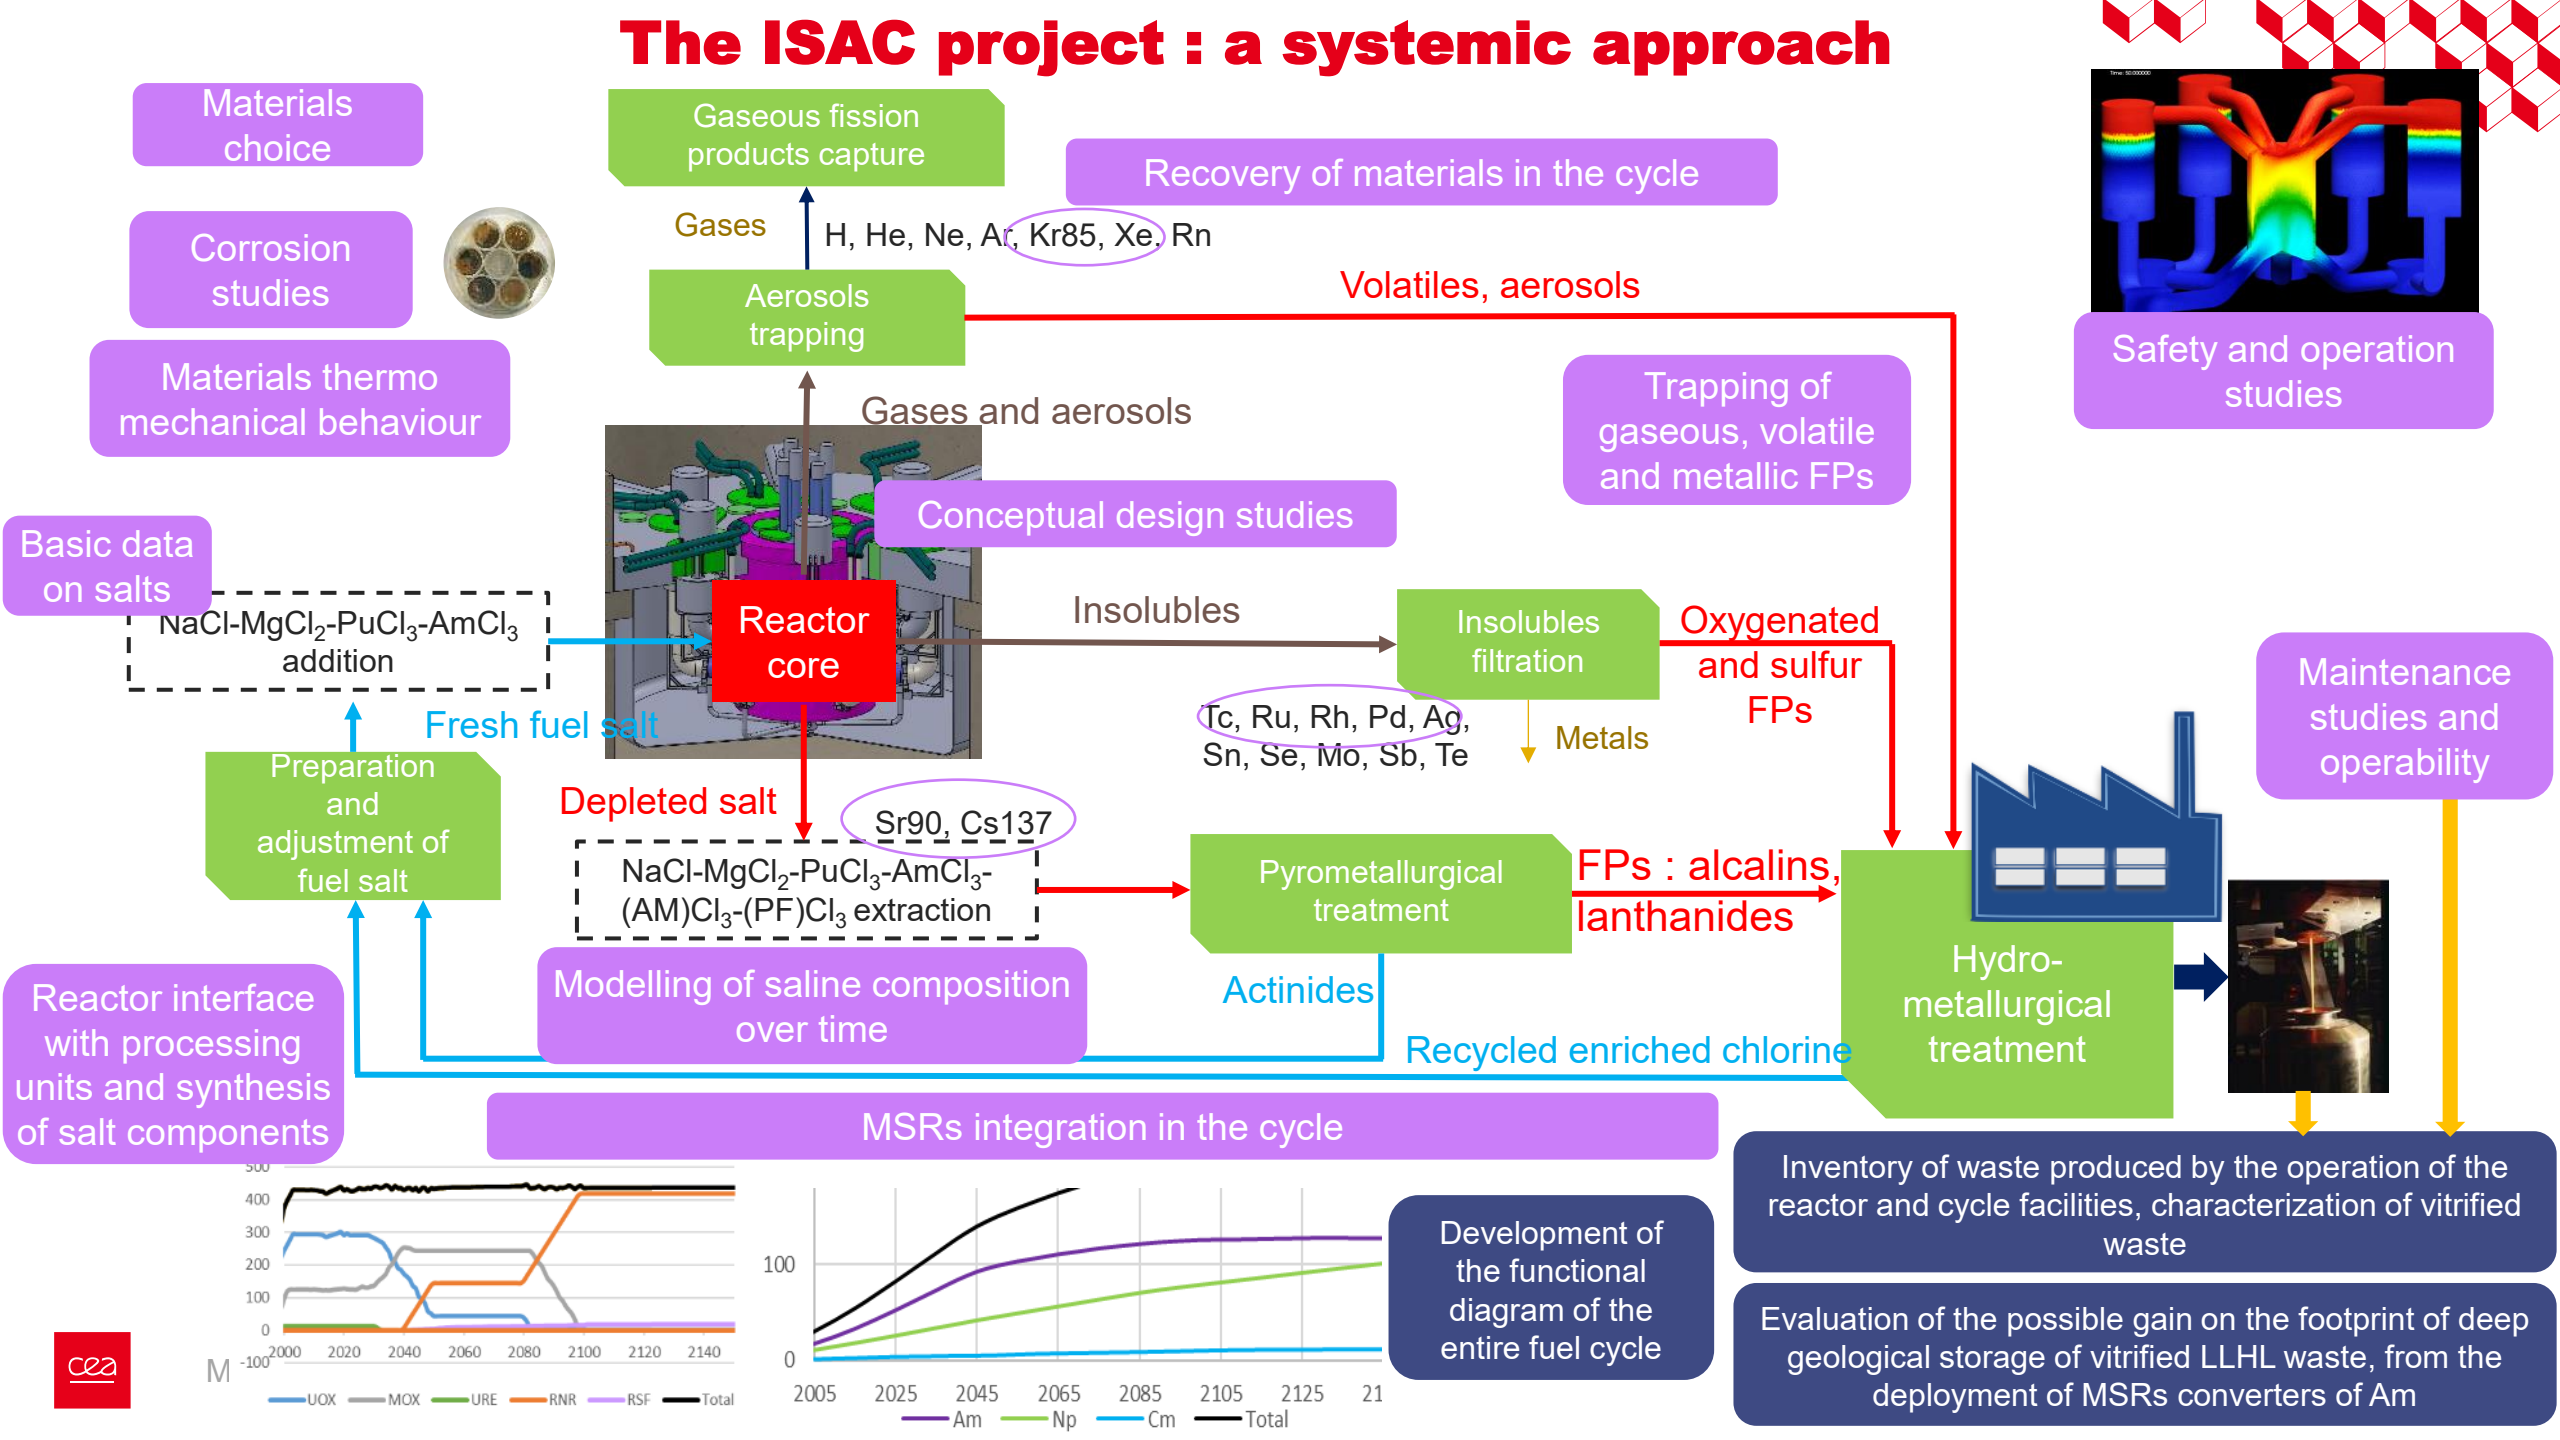 The ISAC project : a systemic approach
Materials
choice
Gaseous fission
products capture
Recovery of materials in the cycle
Time: 50.000000
Corrosion
studies
Gases
H, He, Ne, Ar, Kr85, Xe, Rn
Aerosols
trapping
Volatiles, aerosols
Materials thermo
mechanical behaviour
Safety and operation
studies
Trapping of
gaseous, volatile
and metallic FPs
Gases and aerosols
Conceptual design studies
Basic data
on salts
NaCl-MgCl2-PuCl3-AmCl3
addition
Reactor
core
Insolubles
Insolubles
filtration
Oxygenated
and sulfur
FPs
Maintenance
studies and
operability
Fresh fuel salt
Tc, Ru, Rh, Pd, Ag,
Sn, Se, Mo, Sb, Te
Metals
Preparation
and
adjustment of
fuel salt
Depleted salt
Sr90, Cs137
NaCl-MgCl2-PuCl3-AmCl3-
(AM)Cl3-(PF)Cl3 extraction
Pyrometallurgical
treatment
FPs : alcalins,
lanthanides
Hydro-
metallurgical
treatment
Reactor interface
with processing
units and synthesis
of salt components
Modelling of saline composition
over time
Actinides
Recycled enriched chlorine
MSRs integration in the cycle
500
400
300
200
100
0
-100
2000 2020 2040 2060 2080 2100 2120 2140
UOX MOX URE RNR RSF Total
100
0
2005 2025 2045 2065 2085 2105 2125 21
Am Np Cm Total
Development of
the functional
diagram of the
entire fuel cycle
Inventory of waste produced by the operation of the
reactor and cycle facilities, characterization of vitrified
waste
Evaluation of the possible gain on the footprint of deep
geological storage of vitrified LLHL waste, from the
deployment of MSRs converters of Am
cea
M